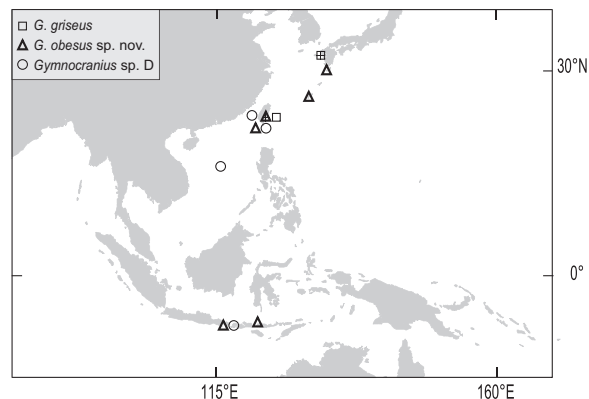 G. griseus
G. obesus sp. nov.
Gymnocranius sp. D
30°N
0°
115°E
160°E